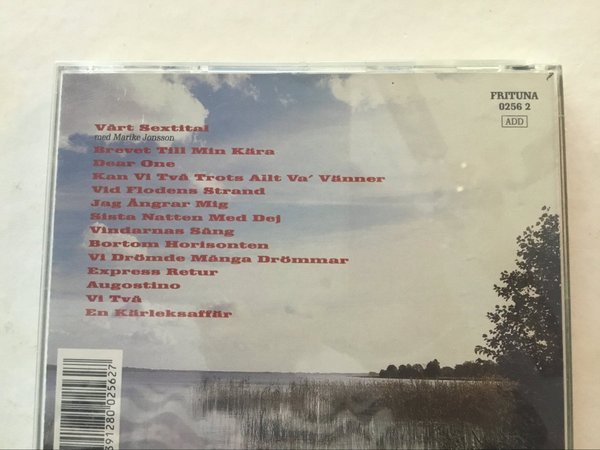 FRITUNA
0256 2
ADD
Vårt Sextital
med Marike Jonsson
Brevet Till Min Kära
Dear One
Kan Vi Två Trots Allt Va' Vänner
Vid Flodens Strand
Jag Ångrar Mig
Sista Natten Med Dej
Vindarnas Sång
Bortom Horisonten
Vi Drömde Många Drömmar
Express Retur
Augostino
Vi Två
En Kärleksaffär
391280 025627